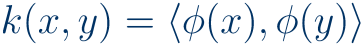 k(x, y) = ⟨ϕ(x), ϕ(y)⟩